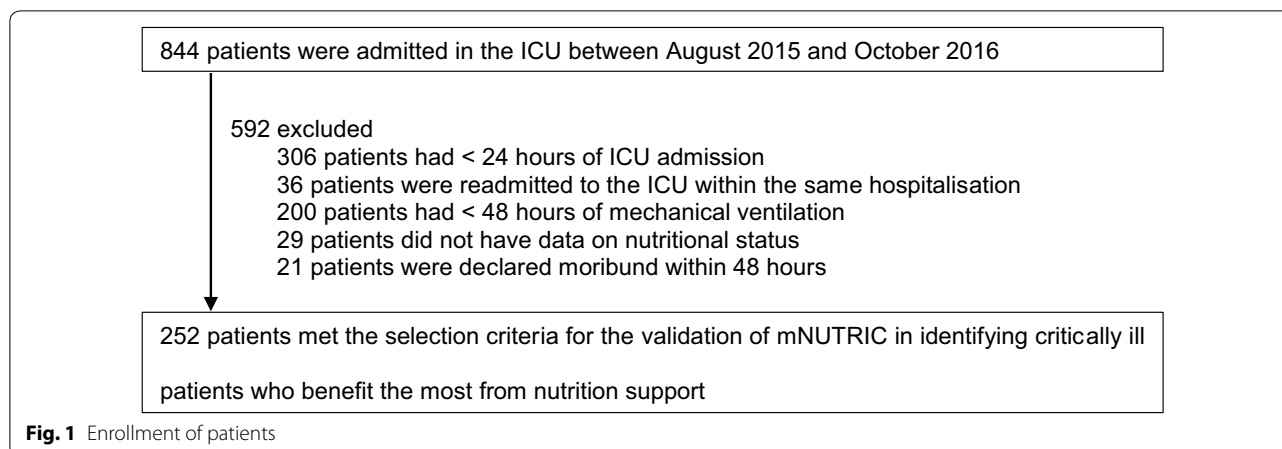 844 patients were admitted in the ICU between August 2015 and October 2016
592 excluded
306 patients had < 24 hours of ICU admission
36 patients were readmitted to the ICU within the same hospitalisation
200 patients had < 48 hours of mechanical ventilation
29 patients did not have data on nutritional status
21 patients were declared moribund within 48 hours
252 patients met the selection criteria for the validation of mNUTRIC in identifying critically ill
patients who benefit the most from nutrition support
Fig. 1 Enrollment of patients